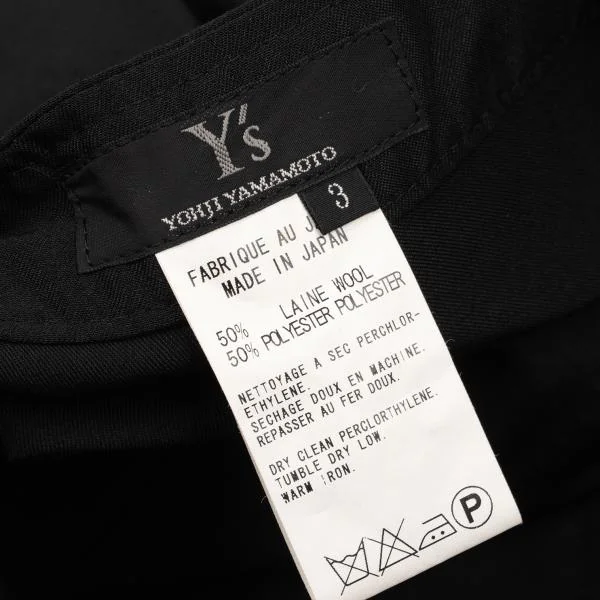 Y's
YOHJI YAMAMOTO
3
FABRIQUE AU J
MADE IN JAPAN
50% LAINE WOOL
50% POLYESTER POLYESTER
NETTOYAGE A SEC PERCHLOR-
ETHYLENE.
SECHAGE DOUX EN MACHINE.
REPASSER AU FER DOUX.
DRY CLEAN PERCLORTHYLENE.
TUMBLE DRY LOW.
WARM IRON.
P